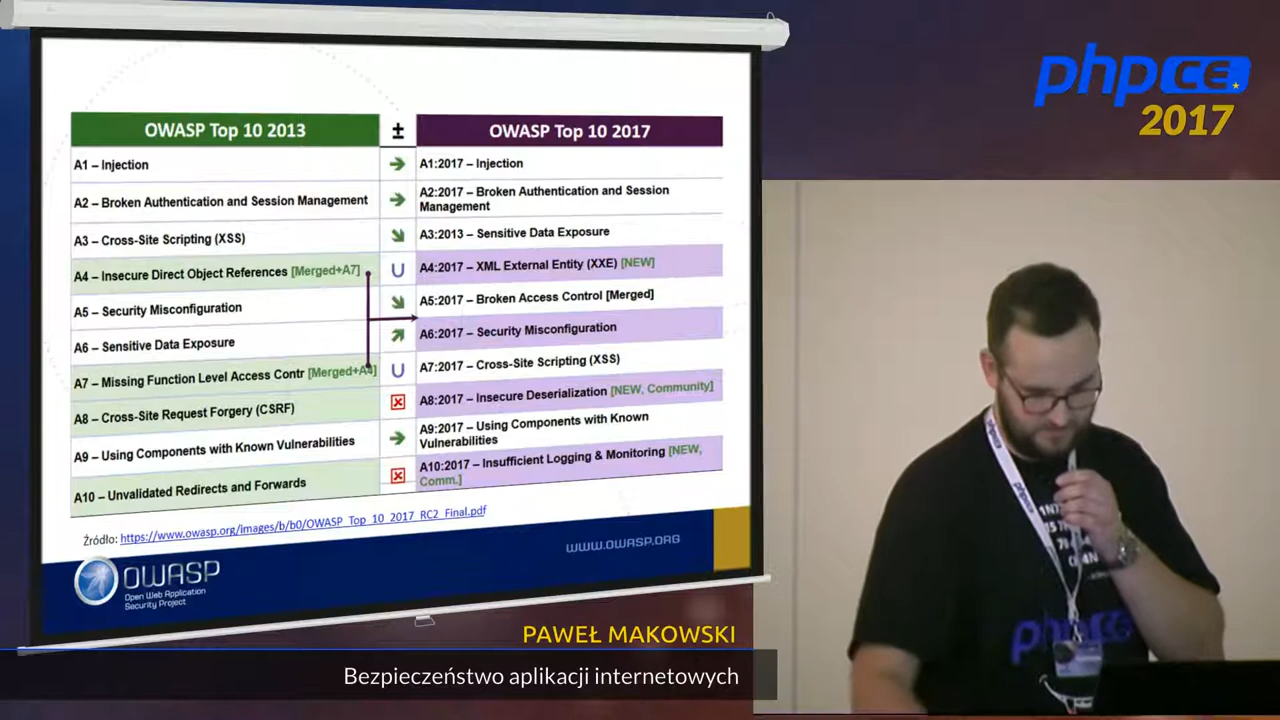 OWASP Top 10 2013 ± OWASP Top 10 2017
A1 – Injection
A1:2017 – Injection
A2 – Broken Authentication and Session Management
A2:2017 – Broken Authentication and Session
Management
A3 – Cross-Site Scripting (XSS)
A3:2013 – Sensitive Data Exposure
A4 – Insecure Direct Object References [Merged+A7]
U
A4:2017 – XML External Entity (XXE) [NEW]
A5 – Security Misconfiguration
A5:2017 – Broken Access Control [Merged]
A6 – Sensitive Data Exposure
A6:2017 – Security Misconfiguration
A7 – Missing Function Level Access Contr [Merged+A4]
U
A7:2017 – Cross-Site Scripting (XSS)
A8 – Cross-Site Request Forgery (CSRF)
A8:2017 – Insecure Deserialization [NEW, Community]
A9 – Using Components with Known Vulnerabilities
A9:2017 – Using Components with Known
Vulnerabilities
A10 – Unvalidated Redirects and Forwards
A10:2017 – Insufficient Logging & Monitoring [NEW,
Comm.]
Źródło: https://www.owasp.org/images/b/b0/OWASP_Top_10_2017_RC2_Final.pdf
OWASP
Open Web Application
Security Project
WWW.OWASP.ORG
phpCE
2017
phpc
phpce
PAWEŁ MAKOWSKI
Bezpieczeństwo aplikacji internetowych